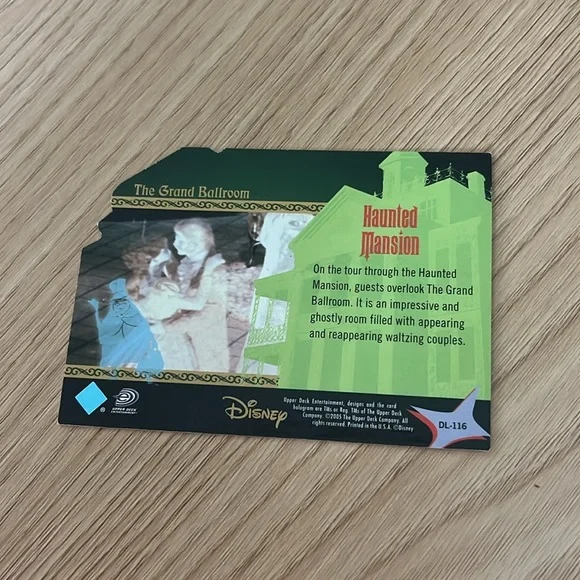 The Grand Ballroom
Haunted
Mansion
On the tour through the Haunted
Mansion, guests overlook The Grand
Ballroom. It is an impressive and
ghostly room filled with appearing
and reappearing waltzing couples.
®
UPPER DECK
ENTERTAINMENT
Disney
Upper Deck Entertainment, designs and the card
hologram are TMs or Reg. TMs of The Upper Deck
Company. ©2005 The Upper Deck Company. All
rights reserved. Printed in the U.S.A. ©Disney
DL-116